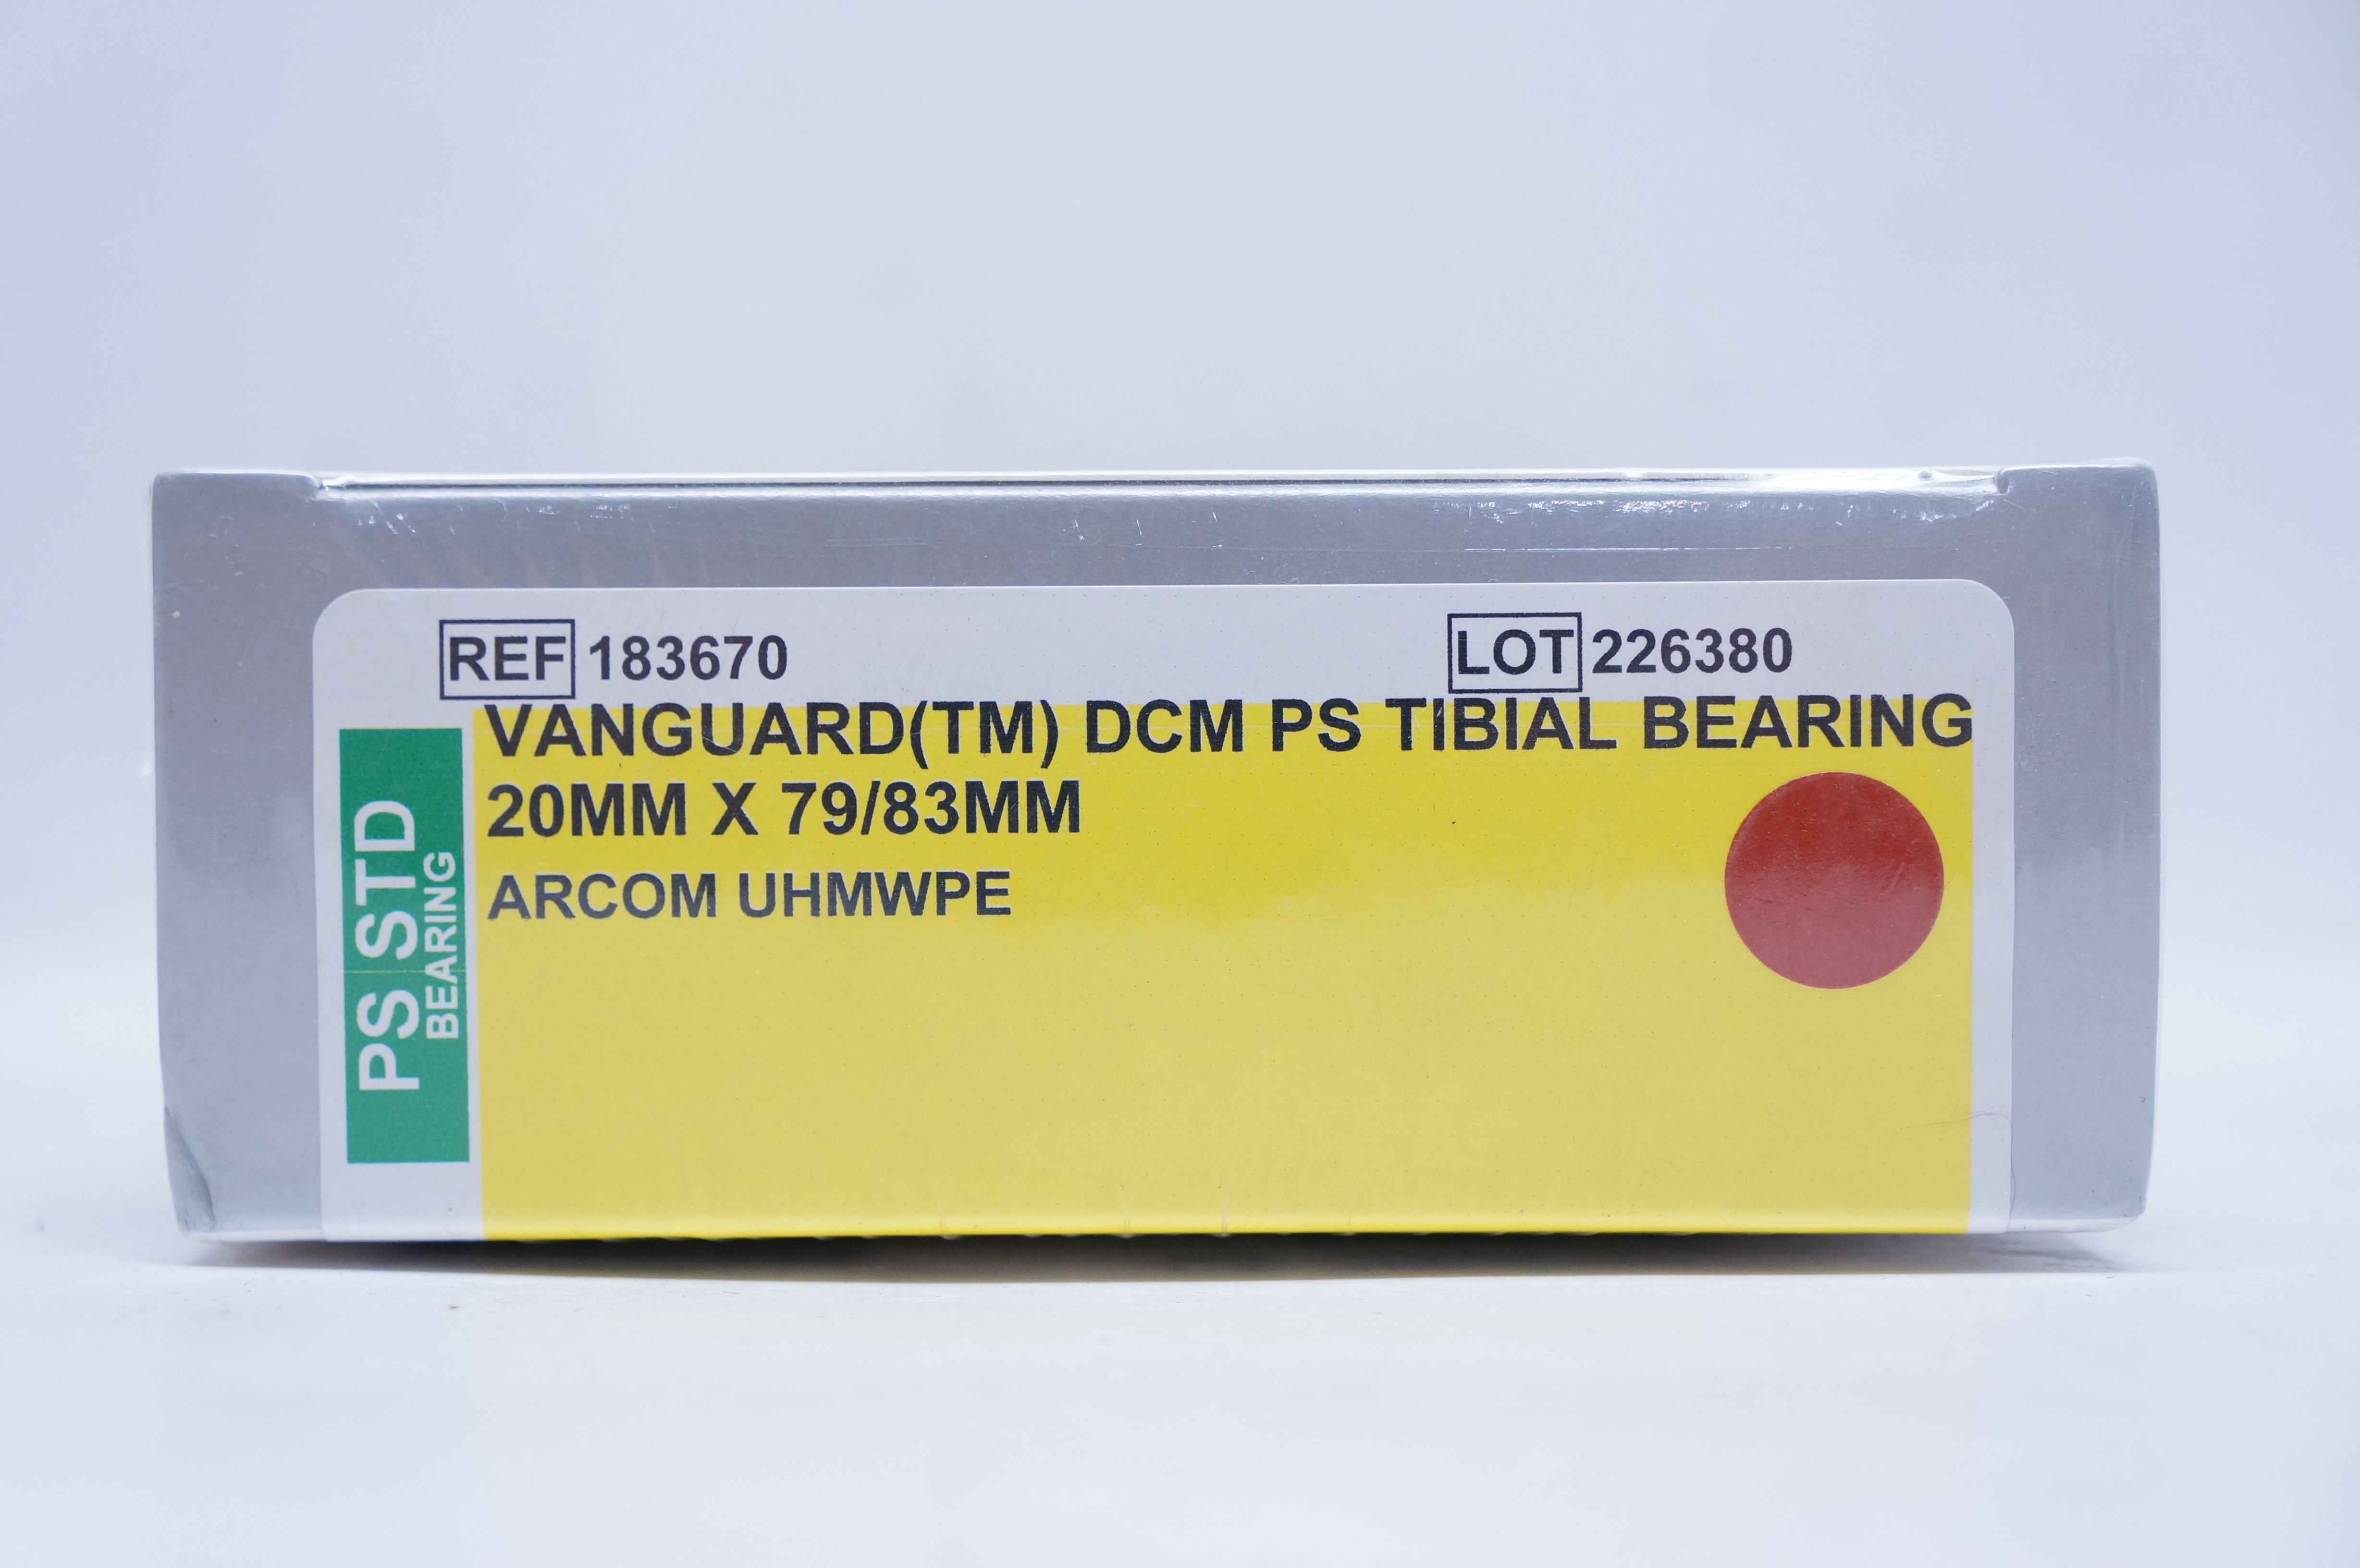 REF 183670
LOT 226380
VANGUARD(TM) DCM PS TIBIAL BEARING
20MM X 79/83MM
ARCOM UHMWPE
PS STD
BEARING